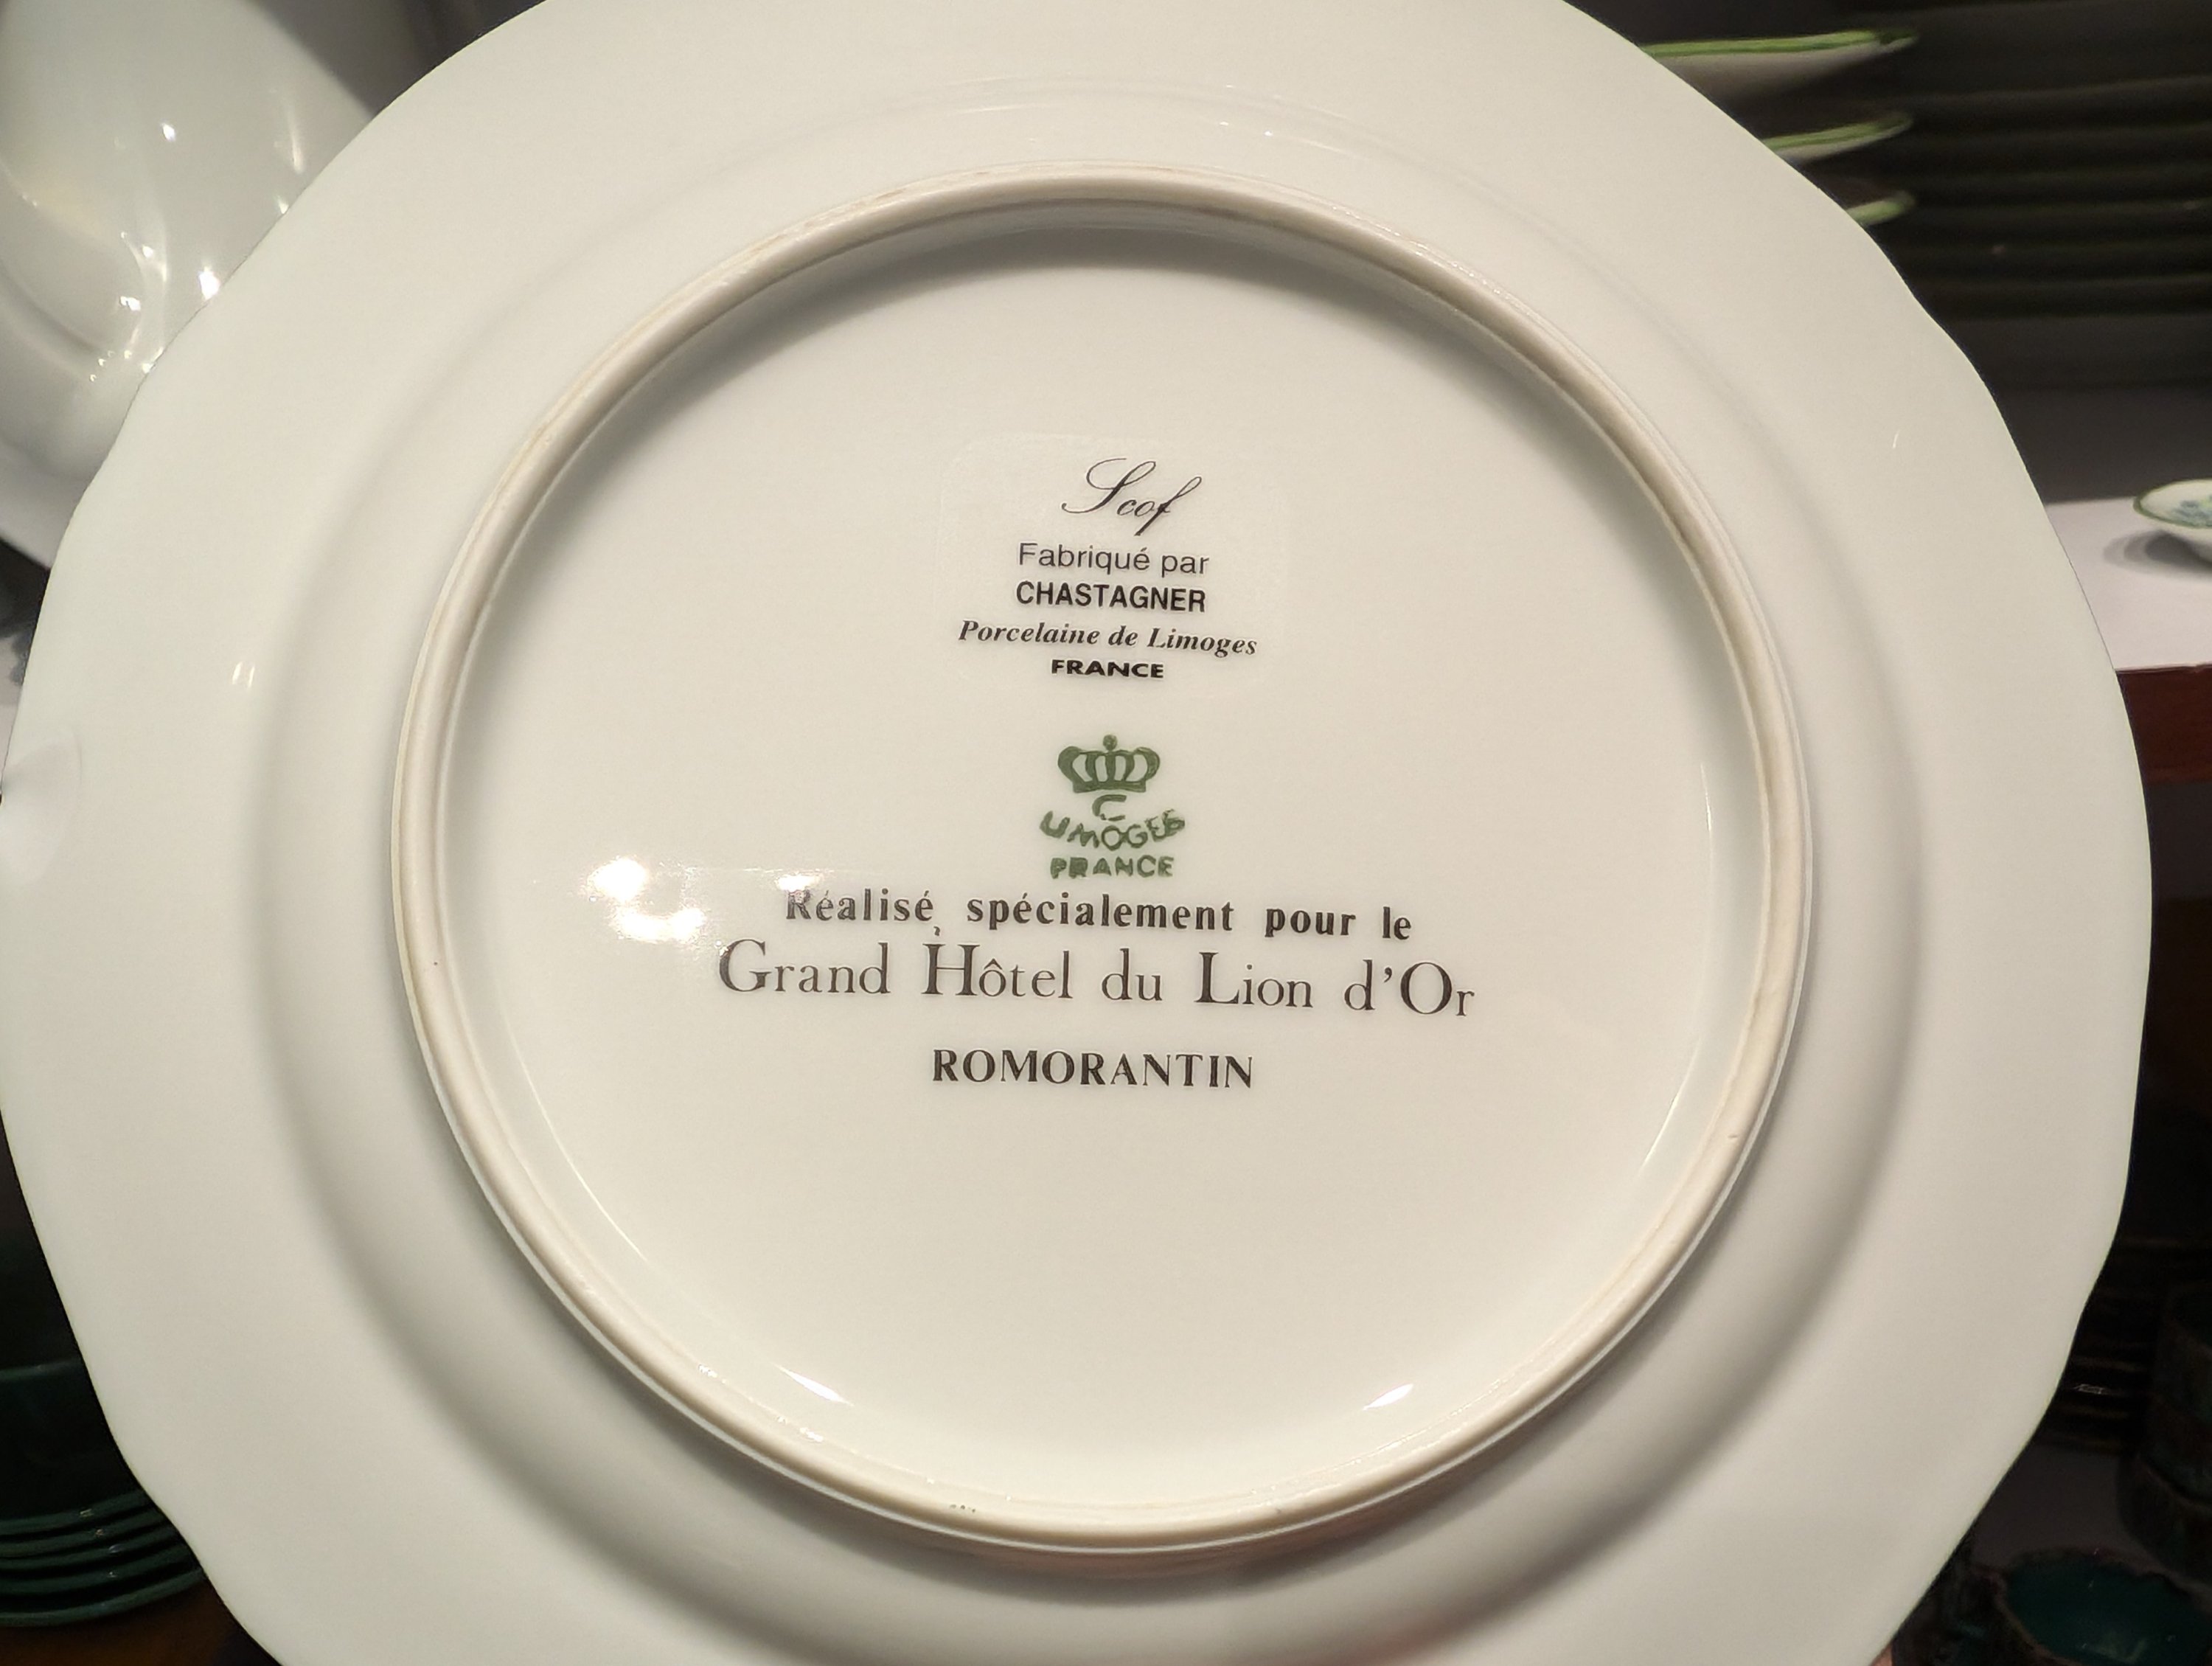 Scof
Fabriqué par
CHASTAGNER
Porcelaine de Limoges
FRANCE
C
LIMOGES
FRANCE
Réalisé spécialement pour le
Grand Hôtel du Lion d'Or
ROMORANTIN